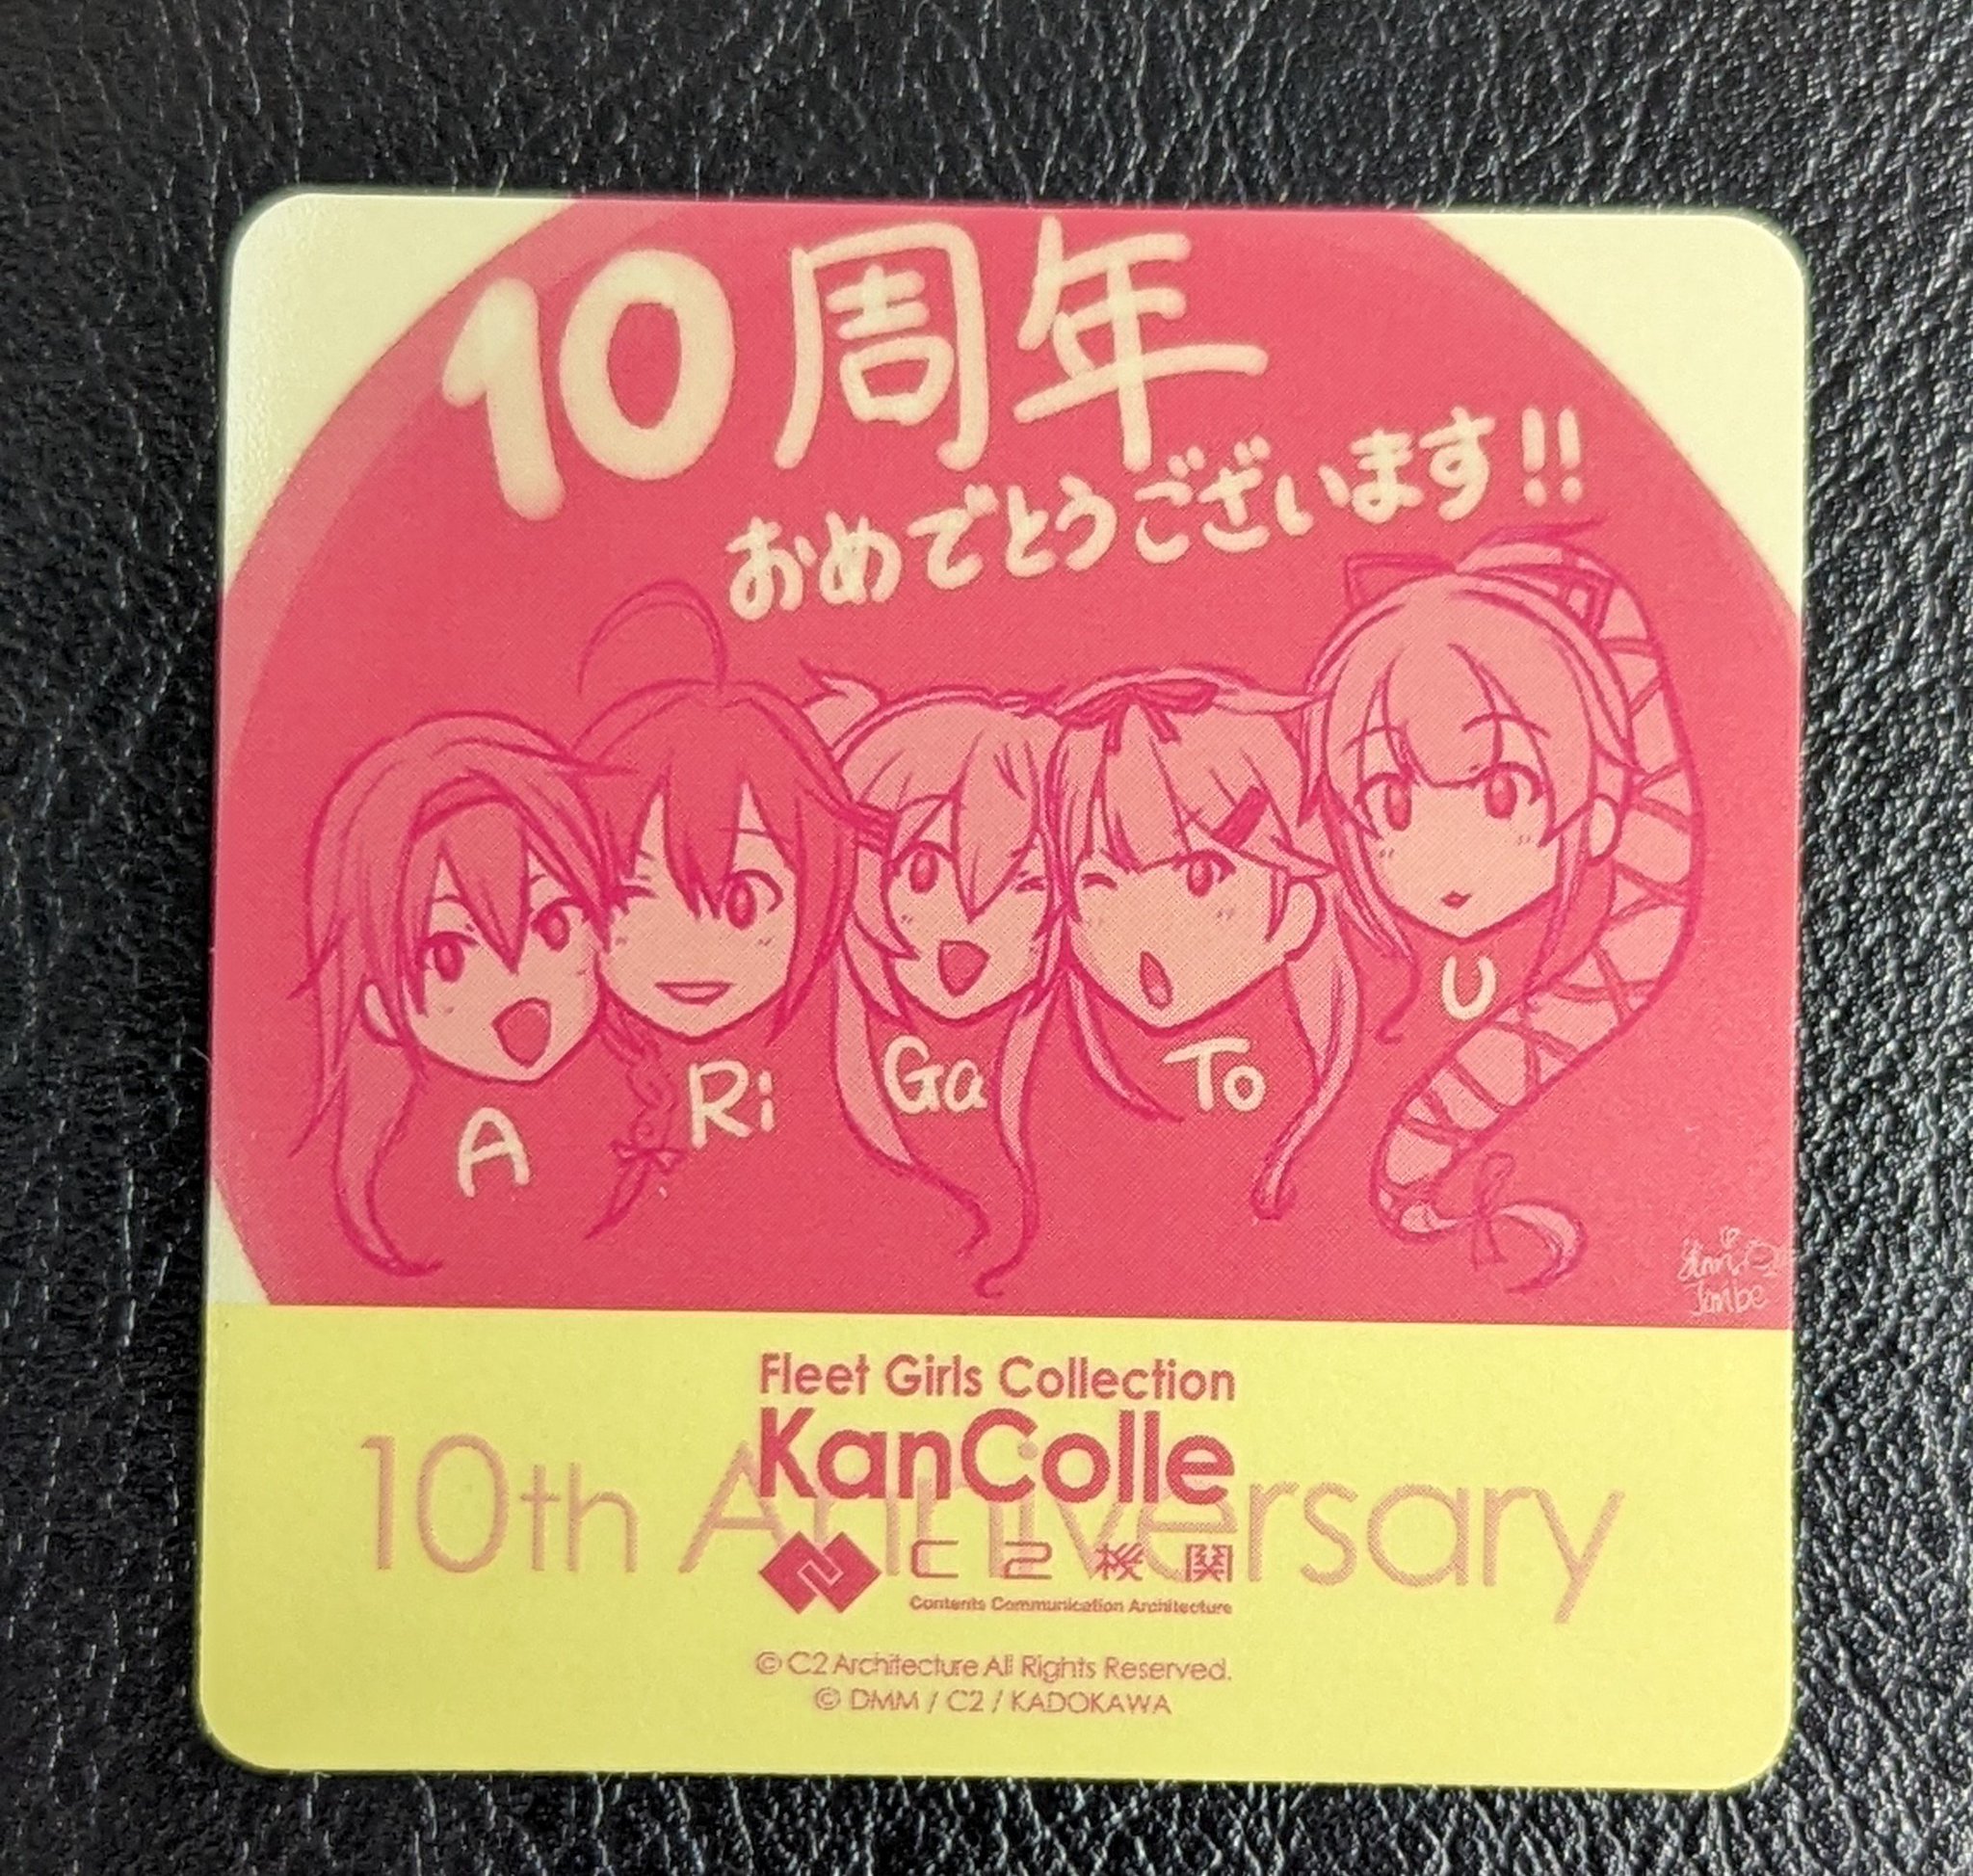 10周年
おめでとうございます!!
A Ri Ga To U
Fleet Girls Collection
KanColle
10th Anniversary
C2機関
Contents Communication Architecture
© C2 Architecture All Rights Reserved.
© DMM / C2 / KADOKAWA